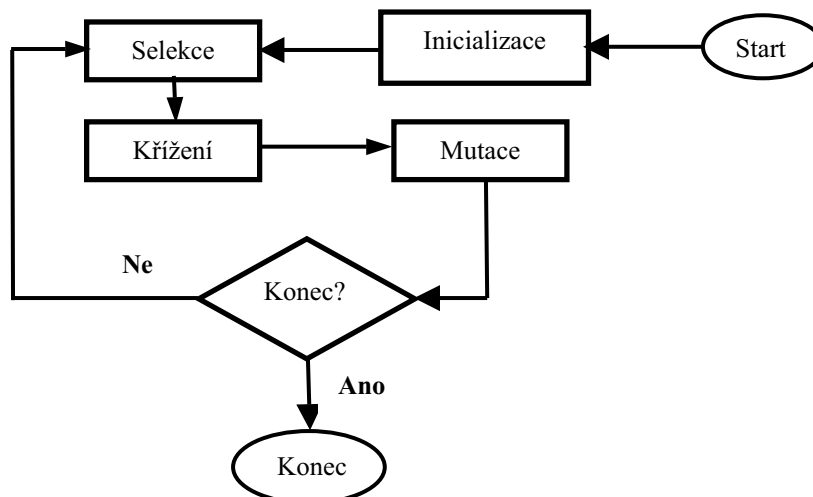 Selekce
Inicializace
Start
Křížení
Mutace
Ne
Konec?
Ano
Konec